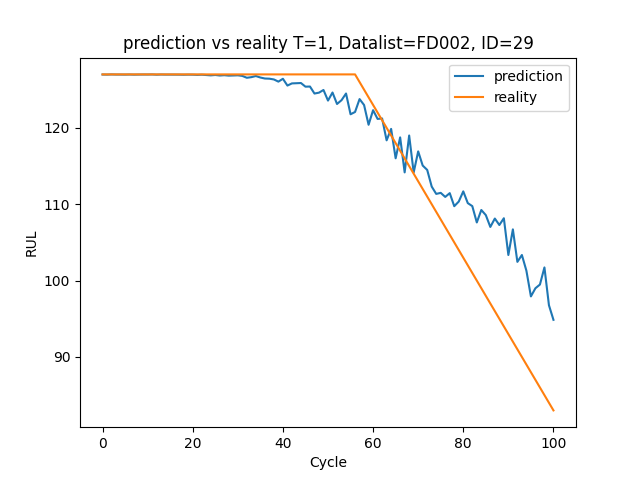 prediction vs reality T=1, Datalist=FD002, ID=29
prediction
reality
RUL
120
110
100
90
0 20 40 60 80 100
Cycle